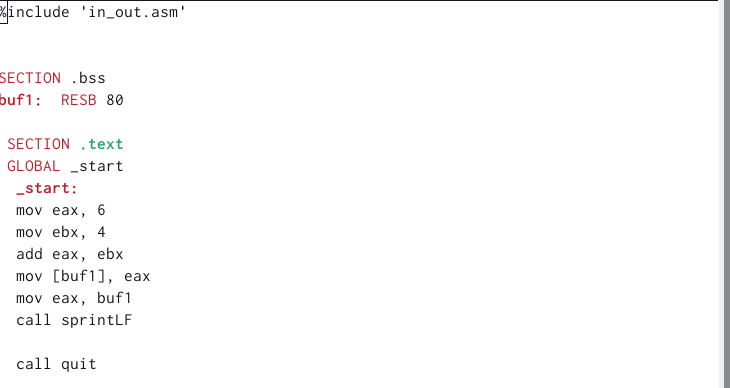 %include 'in_out.asm'
SECTION .bss
buf1: RESB 80
SECTION .text
GLOBAL _start
_start:
mov eax, 6
mov ebx, 4
add eax, ebx
mov [buf1], eax
mov eax, buf1
call sprintLF
call quit